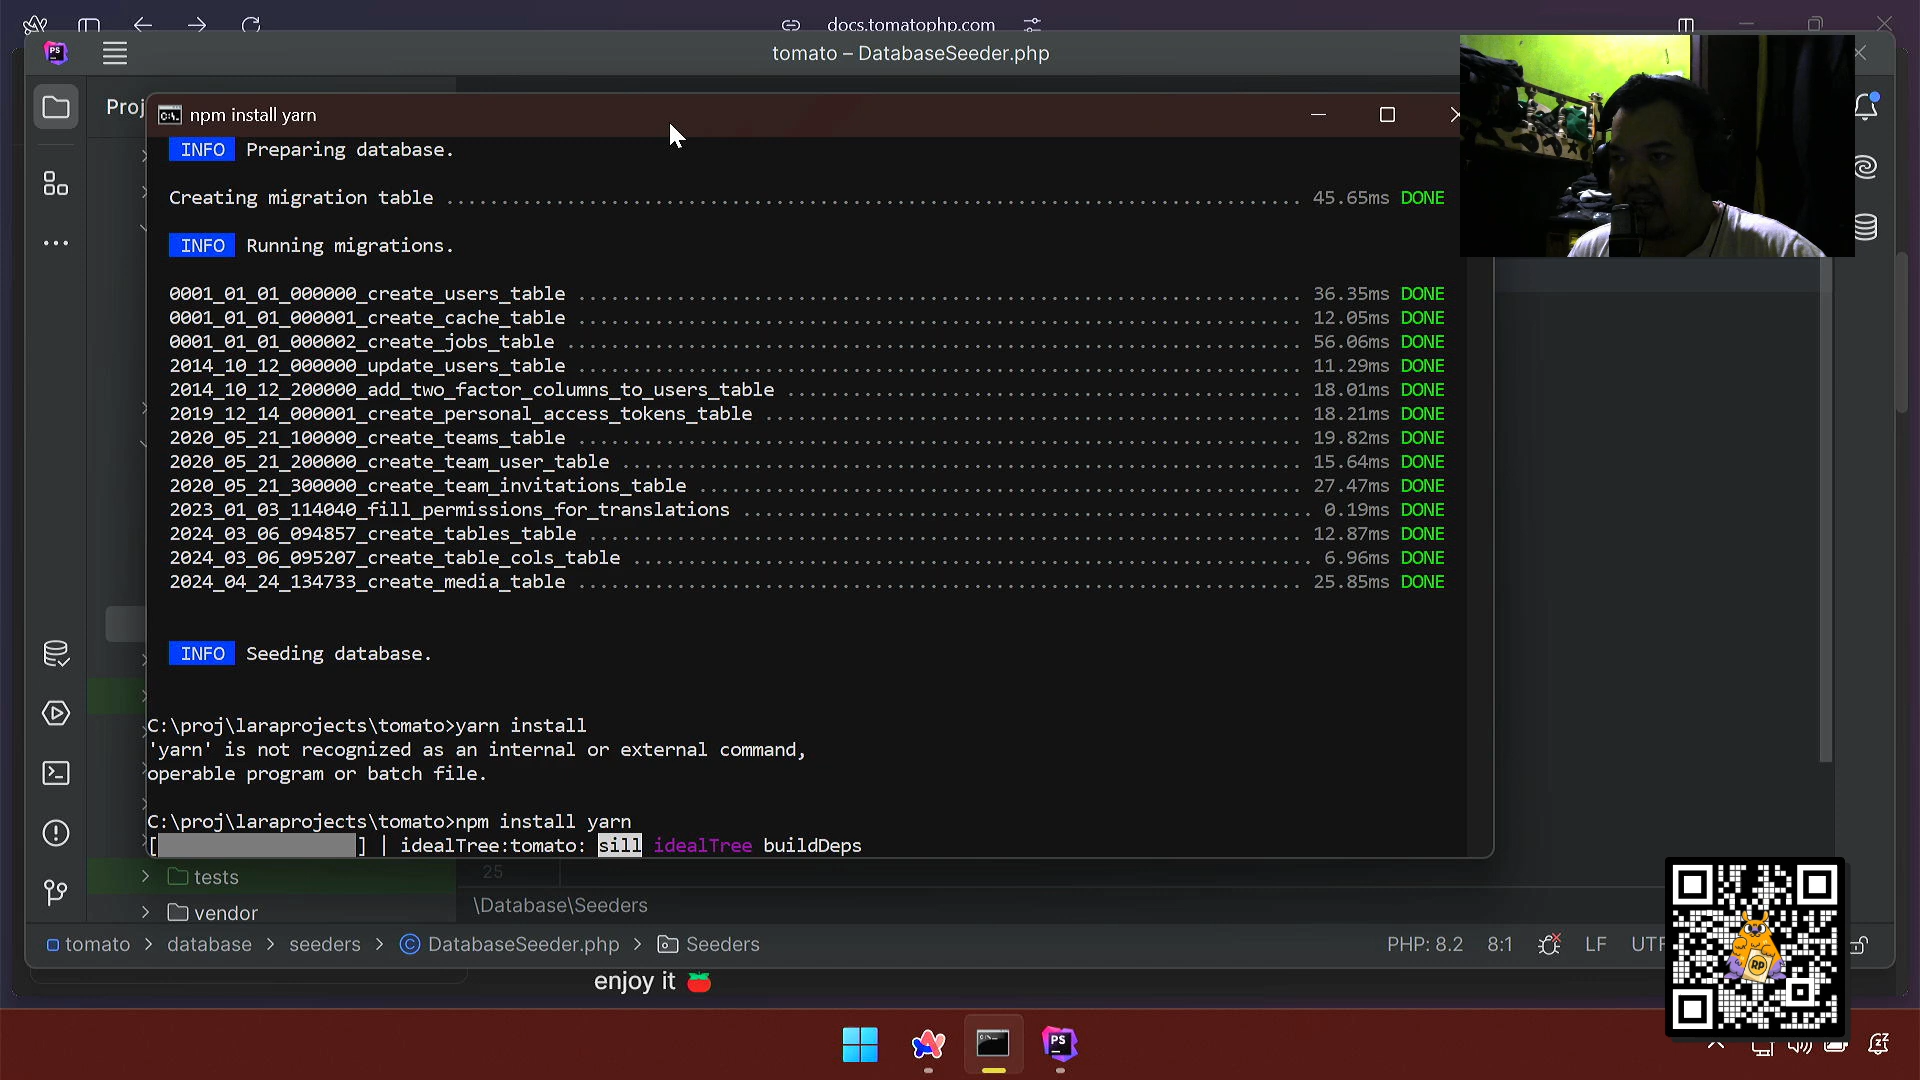 docs.tomatophp.com
PS
tomato – DatabaseSeeder.php
Proj
npm install yarn
INFO Preparing database.
Creating migration table ........ 45.65ms DONE
INFO Running migrations.
0001_01_01_000000_create_users_table ........ 36.35ms DONE
0001_01_01_000001_create_cache_table ........ 12.05ms DONE
0001_01_01_000002_create_jobs_table ........ 56.06ms DONE
2014_10_12_000000_update_users_table ........ 11.29ms DONE
2014_10_12_200000_add_two_factor_columns_to_users_table ........ 18.01ms DONE
2019_12_14_000001_create_personal_access_tokens_table ........ 18.21ms DONE
2020_05_21_100000_create_teams_table ........ 19.82ms DONE
2020_05_21_200000_create_team_user_table ........ 15.64ms DONE
2020_05_21_300000_create_team_invitations_table ........ 27.47ms DONE
2023_01_03_114040_fill_permissions_for_translations ........ 0.19ms DONE
2024_03_06_094857_create_tables_table ........ 12.87ms DONE
2024_03_06_095207_create_table_cols_table ........ 6.96ms DONE
2024_04_24_134733_create_media_table ........ 25.85ms DONE
INFO Seeding database.
C:\proj\laraprojects\tomato>yarn install
'yarn' is not recognized as an internal or external command,
operable program or batch file.
C:\proj\laraprojects\tomato>npm install yarn
[ ] | idealTree:tomato: sill idealTree buildDeps
tests
25
vendor
\Database\Seeders
tomato > database > seeders > DatabaseSeeder.php > Seeders
PHP: 8.2 8:1 LF UTF
RP
enjoy it 🍅
PS